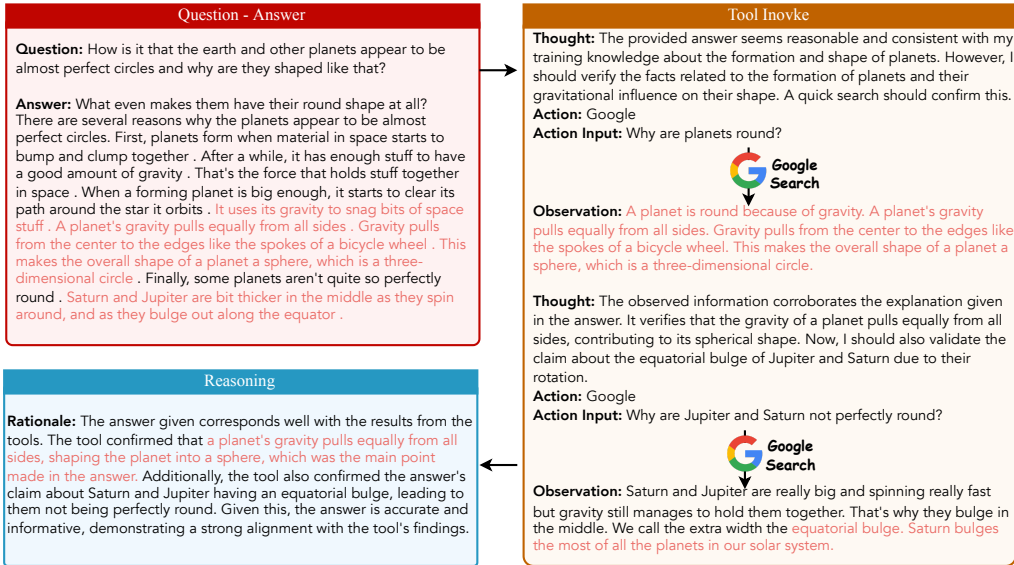 Question - Answer
Question: How is it that the earth and other planets appear to be
almost perfect circles and why are they shaped like that?
Answer: What even makes them have their round shape at all?
There are several reasons why the planets appear to be almost
perfect circles. First, planets form when material in space starts to
bump and clump together . After a while, it has enough stuff to have
a good amount of gravity . That's the force that holds stuff together
in space . When a forming planet is big enough, it starts to clear its
path around the star it orbits . It uses its gravity to snag bits of space
stuff . A planet's gravity pulls equally from all sides . Gravity pulls
from the center to the edges like the spokes of a bicycle wheel . This
makes the overall shape of a planet a sphere, which is a three-
dimensional circle . Finally, some planets aren't quite so perfectly
round . Saturn and Jupiter are bit thicker in the middle as they spin
around, and as they bulge out along the equator .
Tool Inovke
Thought: The provided answer seems reasonable and consistent with my
training knowledge about the formation and shape of planets. However, I
should verify the facts related to the formation of planets and their
gravitational influence on their shape. A quick search should confirm this.
Action: Google
Action Input: Why are planets round?
Google
Search
Observation: A planet is round because of gravity. A planet's gravity
pulls equally from all sides. Gravity pulls from the center to the edges like
the spokes of a bicycle wheel. This makes the overall shape of a planet a
sphere, which is a three-dimensional circle.
Thought: The observed information corroborates the explanation given
in the answer. It verifies that the gravity of a planet pulls equally from all
sides, contributing to its spherical shape. Now, I should also validate the
claim about the equatorial bulge of Jupiter and Saturn due to their
rotation.
Action: Google
Action Input: Why are Jupiter and Saturn not perfectly round?
Google
Search
Observation: Saturn and Jupiter are really big and spinning really fast
but gravity still manages to hold them together. That's why they bulge in
the middle. We call the extra width the equatorial bulge. Saturn bulges
the most of all the planets in our solar system.
Reasoning
Rationale: The answer given corresponds well with the results from the
tools. The tool confirmed that a planet's gravity pulls equally from all
sides, shaping the planet into a sphere, which was the main point
made in the answer. Additionally, the tool also confirmed the answer's
claim about Saturn and Jupiter having an equatorial bulge, leading to
them not being perfectly round. Given this, the answer is accurate and
informative, demonstrating a strong alignment with the tool's findings.